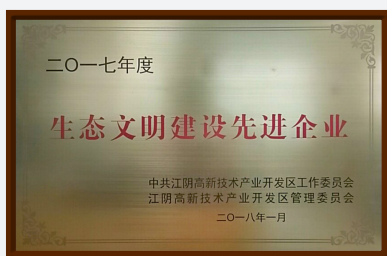 二〇一七年度
生态文明建设先进企业
中共江阴高新技术产业开发区工作委员会
江阴高新技术产业开发区管理委员会
二〇一八年一月